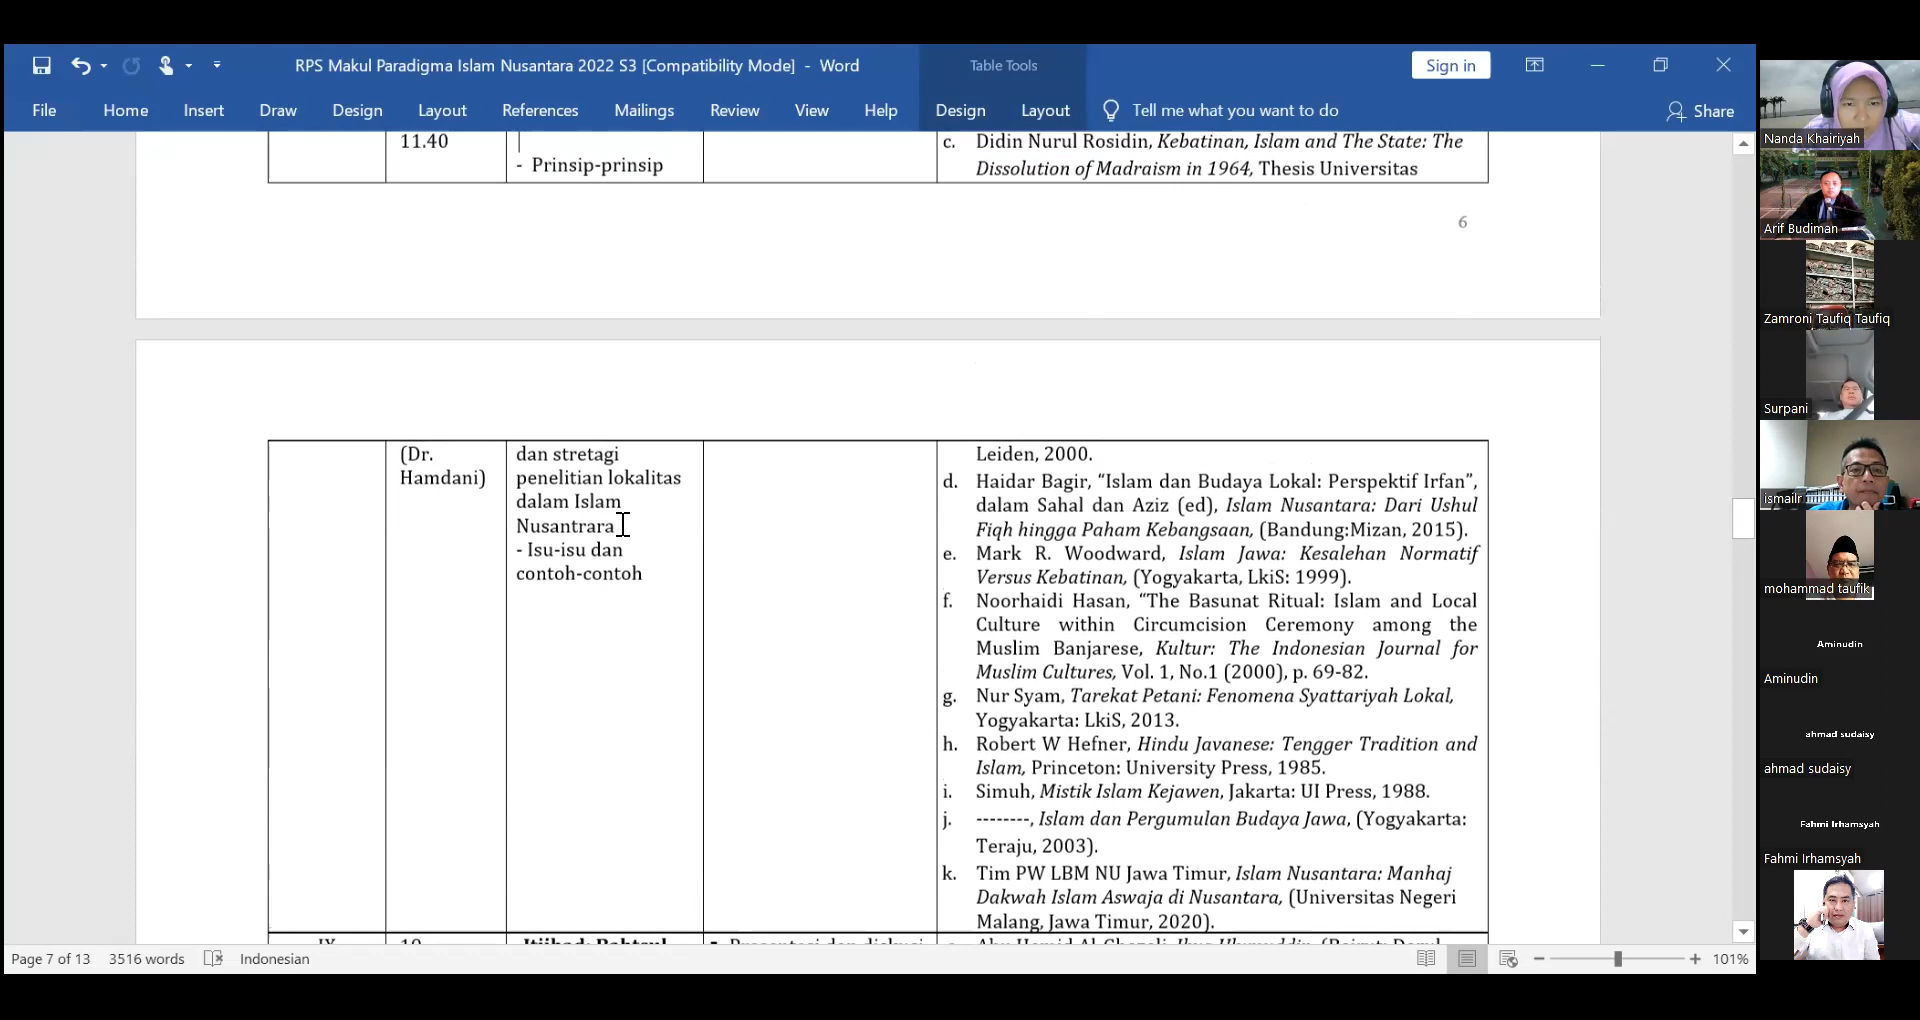 RPS Makul Paradigma Islam Nusantara 2022 S3 [Compatibility Mode] - Word
Table Tools
Sign in
File Home Insert Draw Design Layout References Mailings Review View Help Design Layout Tell me what you want to do Share
11.40
- Prinsip-prinsip
c. Didin Nurul Rosidin, Kebatinan, Islam and The State: The
Dissolution of Madraism in 1964, Thesis Universitas
6
(Dr.
Hamdani)
dan stretagi
penelitian lokalitas
dalam Islam
Nusantrara
- Isu-isu dan
contoh-contoh
Leiden, 2000.
d. Haidar Bagir, “Islam dan Budaya Lokal: Perspektif Irfan”,
dalam Sahal dan Aziz (ed), Islam Nusantara: Dari Ushul
Fiqh hingga Paham Kebangsaan, (Bandung:Mizan, 2015).
e. Mark R. Woodward, Islam Jawa: Kesalehan Normatif
Versus Kebatinan, (Yogyakarta, LkiS: 1999).
f. Noorhaidi Hasan, “The Basunat Ritual: Islam and Local
Culture within Circumcision Ceremony among the
Muslim Banjarese, Kultur: The Indonesian Journal for
Muslim Cultures, Vol. 1, No.1 (2000), p. 69-82.
g. Nur Syam, Tarekat Petani: Fenomena Syattariyah Lokal,
Yogyakarta: LkiS, 2013.
h. Robert W Hefner, Hindu Javanese: Tengger Tradition and
Islam, Princeton: University Press, 1985.
i. Simuh, Mistik Islam Kejawen, Jakarta: UI Press, 1988.
j. --------, Islam dan Pergumulan Budaya Jawa, (Yogyakarta:
Teraju, 2003).
k. Tim PW LBM NU Jawa Timur, Islam Nusantara: Manhaj
Dakwah Islam Aswaja di Nusantara, (Universitas Negeri
Malang, Jawa Timur, 2020).
Page 7 of 13 3516 words Indonesian
101%
Nanda Khairiyah
Arif Budiman
Zamroni Taufiq Taufiq
Surpani
ismailr
mohammad taufik
Aminudin
Aminudin
ahmad sudaisy
ahmad sudaisy
Fahmi Irhamsyah
Fahmi Irhamsyah